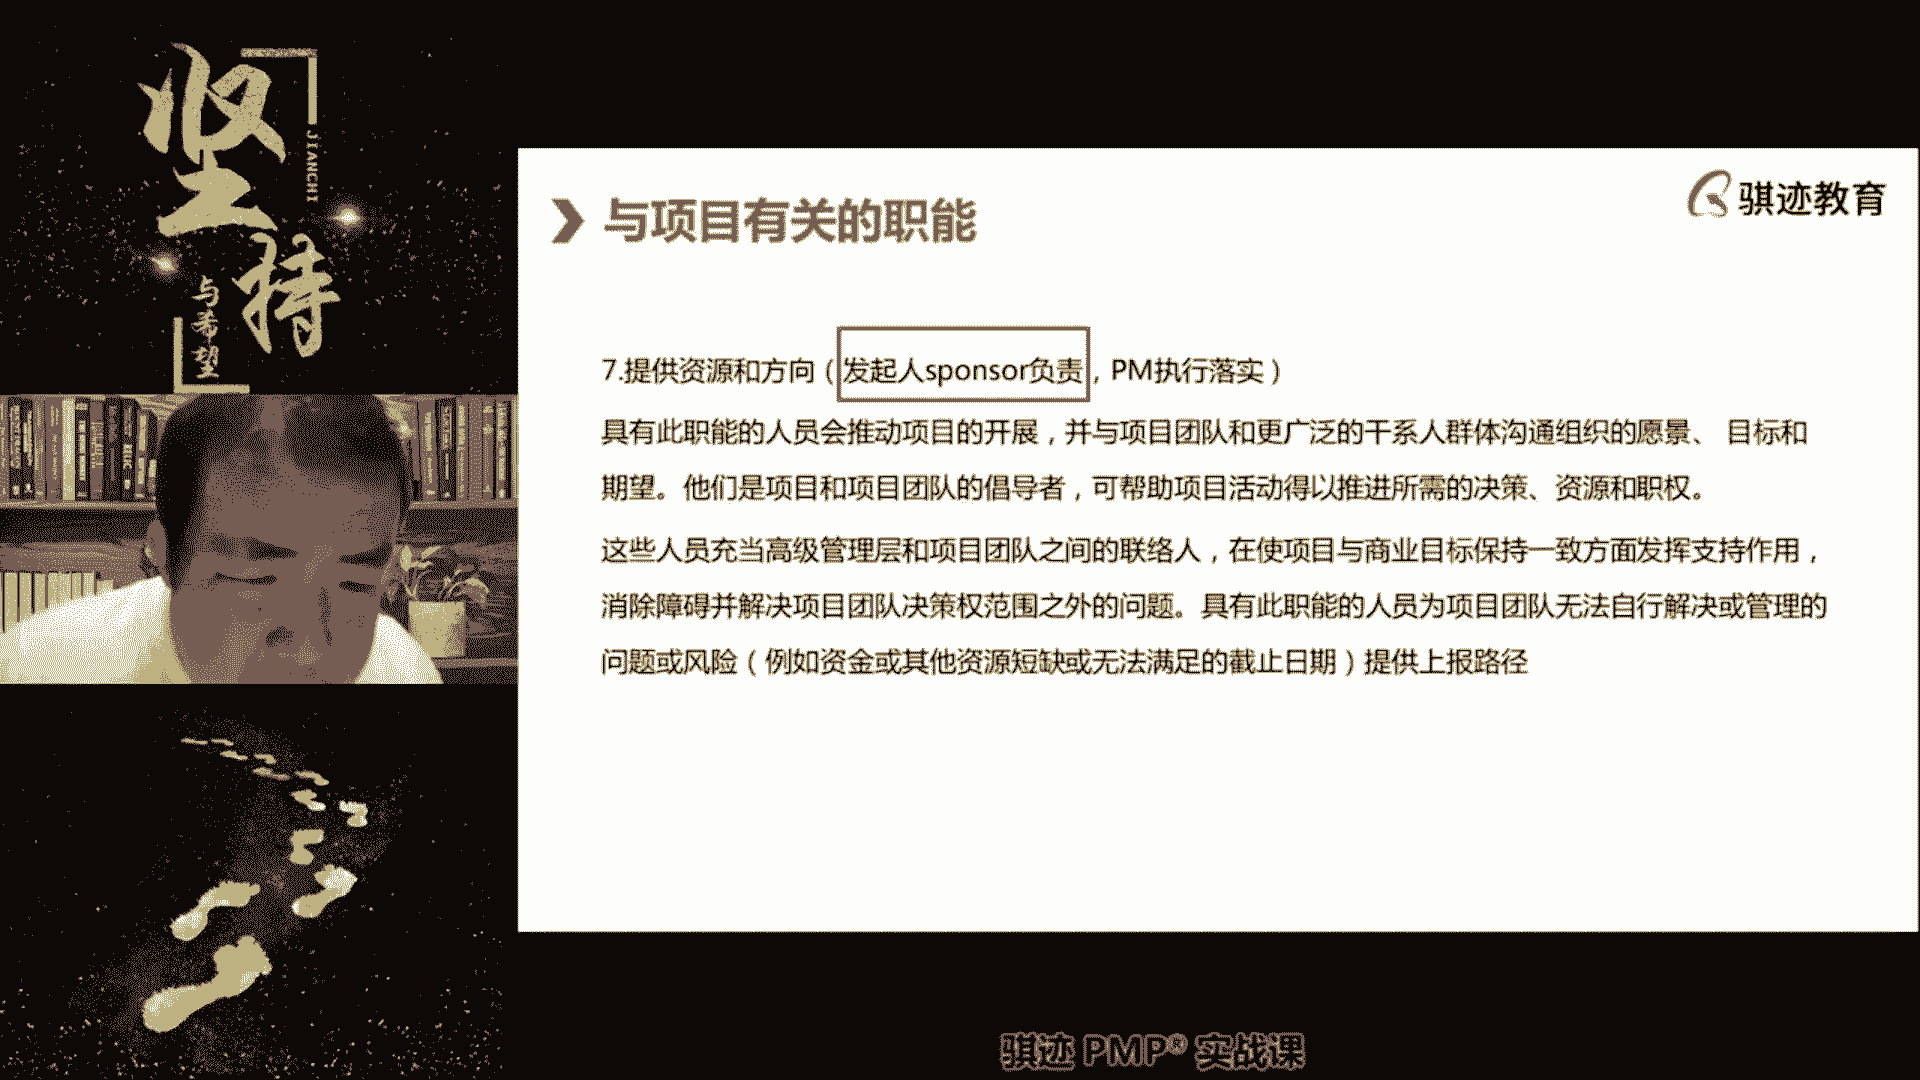 坚持
JIANCHI
与希望
骐迹教育
与项目有关的职能
7.提供资源和方向（发起人sponsor负责，PM执行落实）
具有此职能的人员会推动项目的开展，并与项目团队和更广泛的干系人群体沟通组织的愿景、 目标和
期望。他们是项目和项目团队的倡导者，可帮助项目活动得以推进所需的决策、资源和职权。
这些人员充当高级管理层和项目团队之间的联络人，在使项目与商业目标保持一致方面发挥支持作用，
消除障碍并解决项目团队决策权范围之外的问题。具有此职能的人员为项目团队无法自行解决或管理的
问题或风险（例如资金或其他资源短缺或无法满足的截止日期）提供上报路径
骐迹 PMP® 实战课